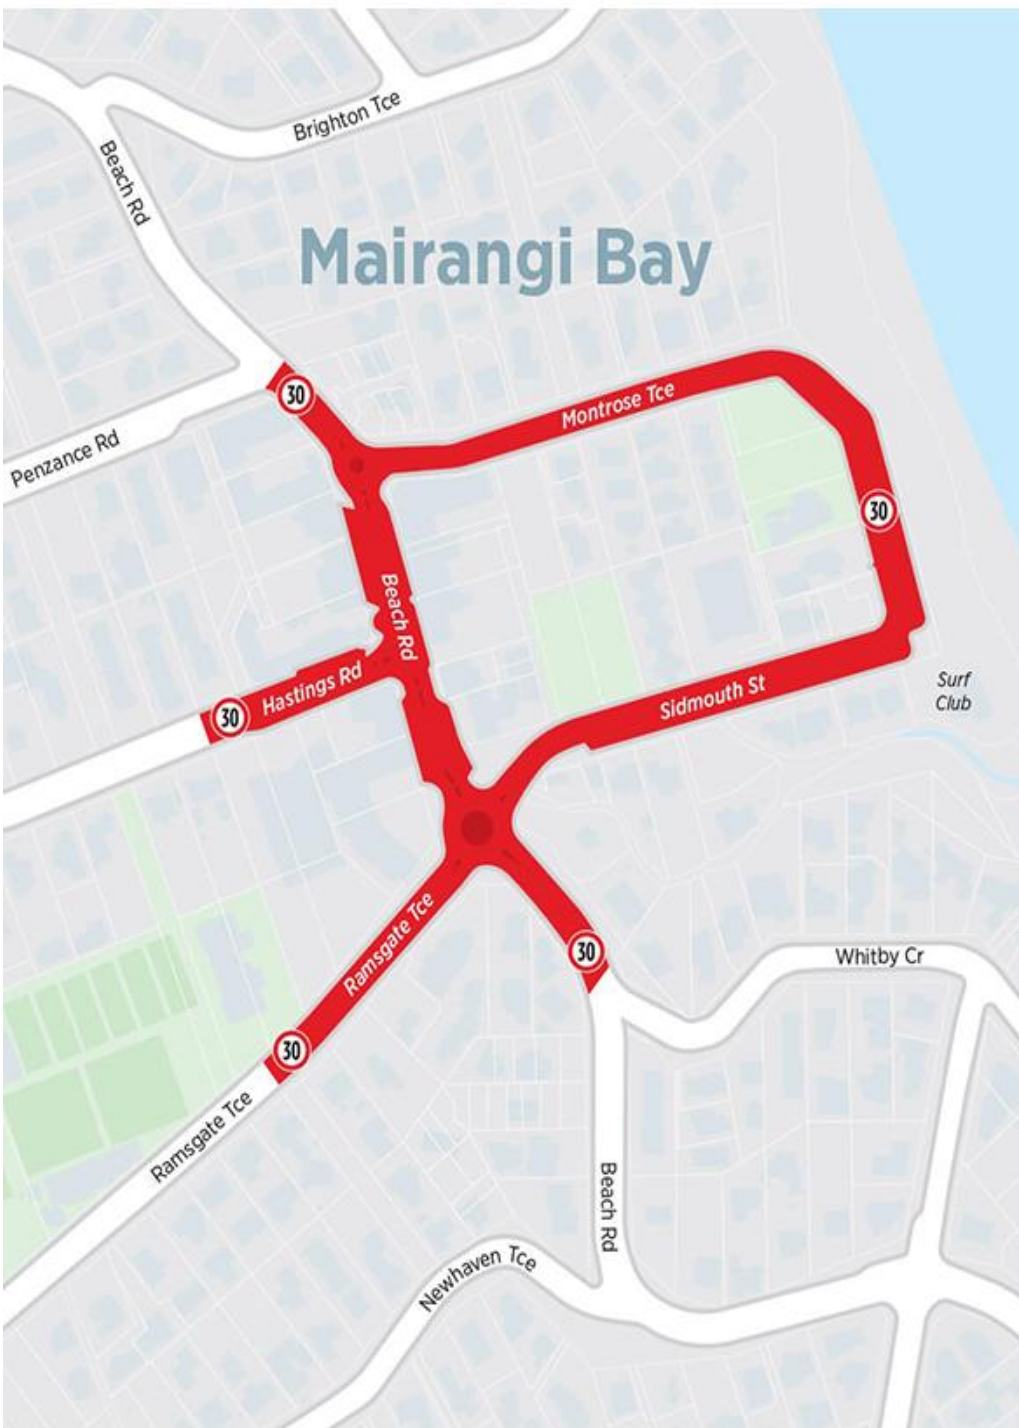 Brighton Tce
Beach Rd
Mairangi Bay
30
Montrose Tce
Penzance Rd
30
Beach Rd
Hastings Rd
30
Sidmouth St
Surf
Club
Ramsgate Tce
30
Whitby Cr
30
Ramsgate Tce
Beach Rd
Newhaven Tce